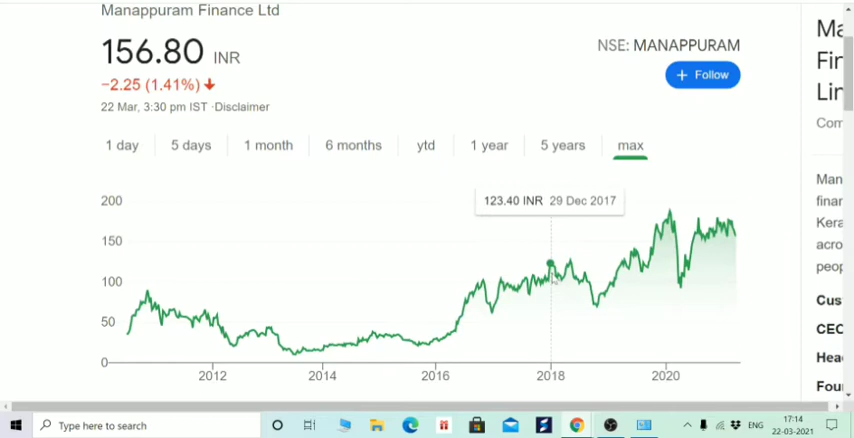 Manappuram Finance Ltd
156.80 INR
−2.25 (1.41%)
22 Mar, 3:30 pm IST ·Disclaimer
NSE: MANAPPURAM
+ Follow
1 day 5 days 1 month 6 months ytd 1 year 5 years max
123.40 INR 29 Dec 2017
200
150
100
50
0
2012 2014 2016 2018 2020
Ma
Fir
Lin
Com
Man
finar
Kera
acro
peop
Cus
CEC
Hea
Foun
Type here to search
ENG
17:14
22-03-2021